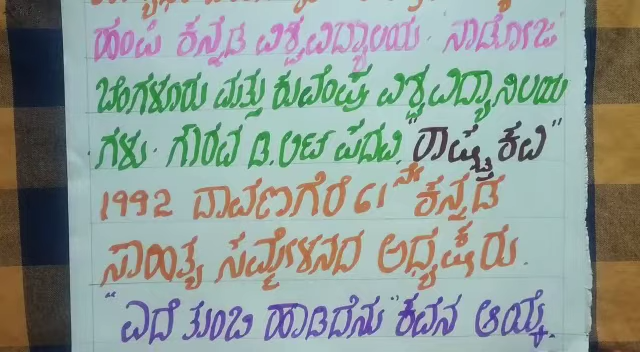 ಹಂಪಿ ಕನ್ನಡ ವಿಶ್ವವಿದ್ಯಾಲಯ "ನಾಡೋಜ"
ಬೆಂಗಳೂರು ಮತ್ತು ಕುವೆಂಪು ವಿಶ್ವವಿದ್ಯಾನಿಲಯ
ಗಳು. ಗೌರವ ಡಿ.ಲಿಟ್ ಪದವಿ. "ರಾಷ್ಟ್ರಕವಿ"
1992 ದಾವಣಗೆರೆ 61ನೇ ಕನ್ನಡ
ಸಾಹಿತ್ಯ ಸಮ್ಮೇಳನದ ಅಧ್ಯಕ್ಷರು.
"ಎದೆ ತುಂಬಿ ಹಾಡಿದೆನು" ಕವನ ಆಯ್ಕೆ.